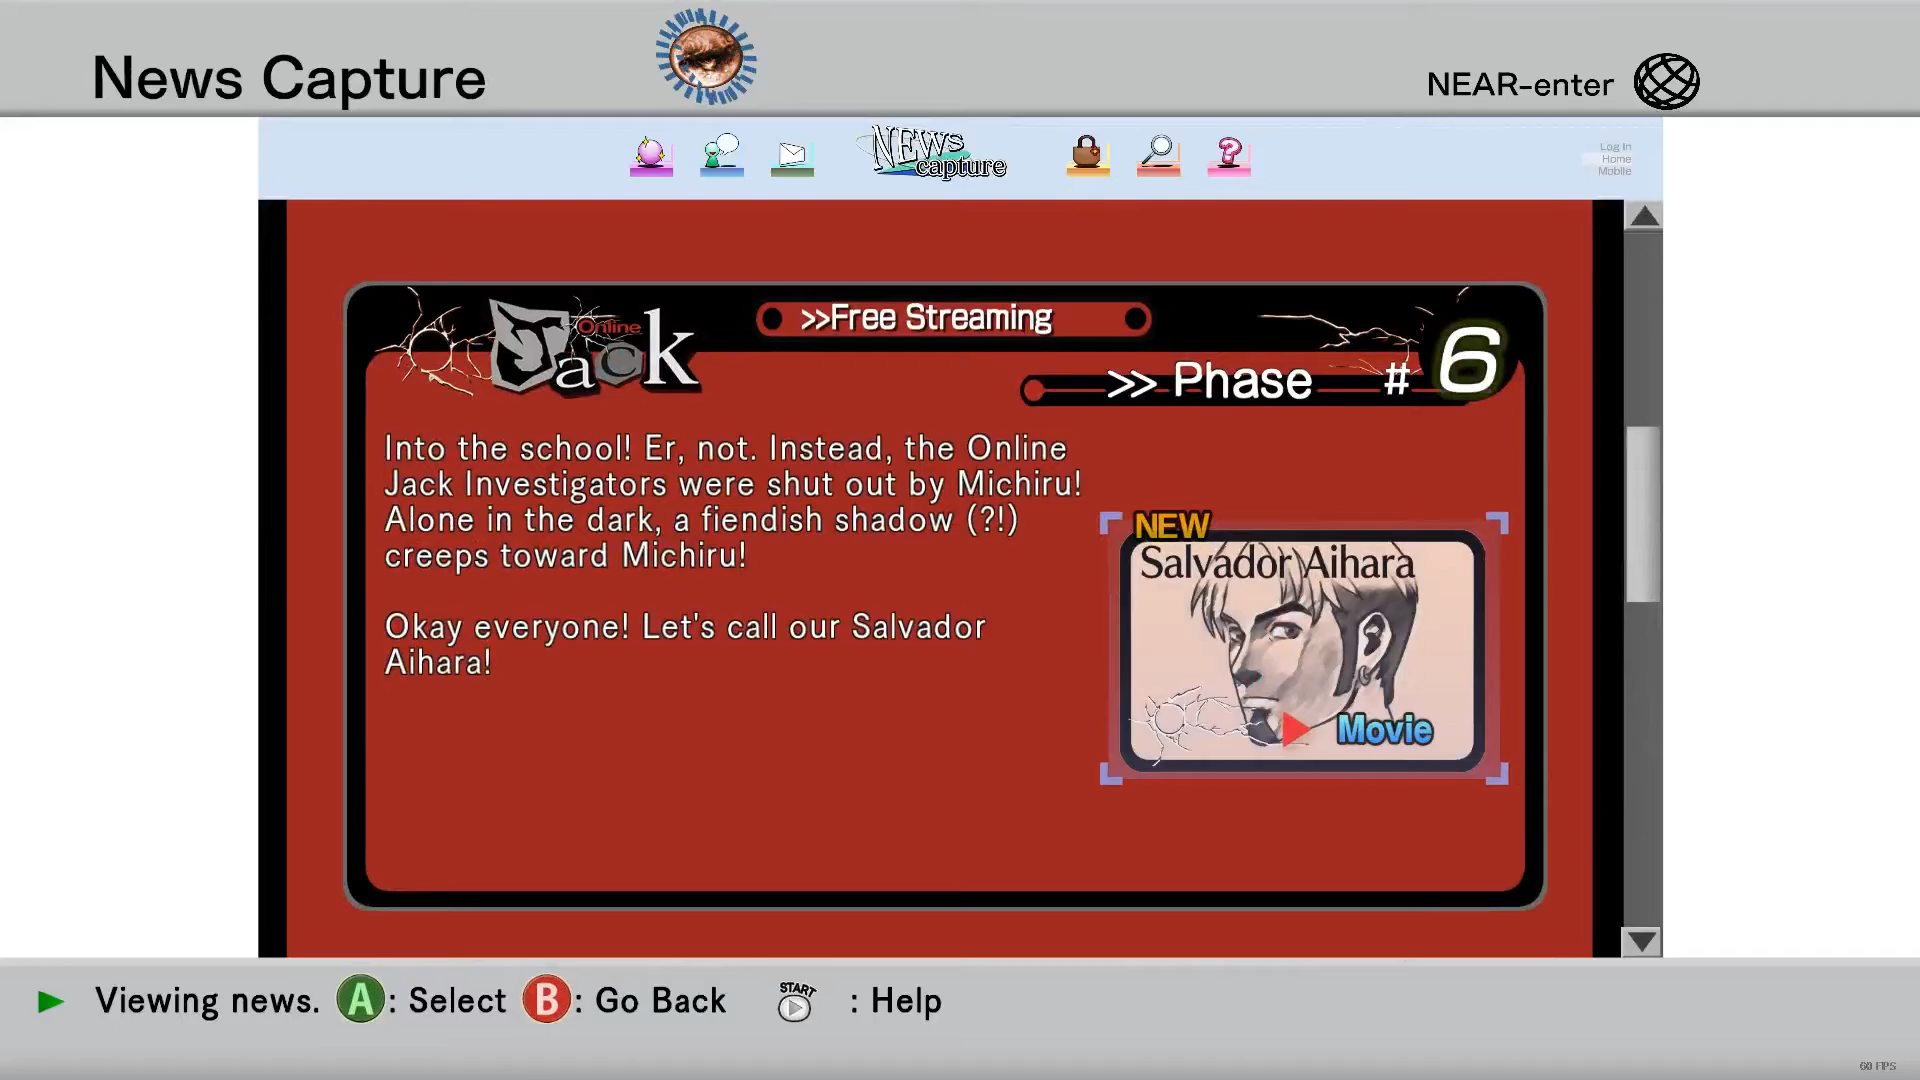 News Capture
NEAR-enter
NEWS
capture
Log In
Home
Mobile
Online
Jack
>>Free Streaming
>> Phase # 6
Into the school! Er, not. Instead, the Online
Jack Investigators were shut out by Michiru!
Alone in the dark, a fiendish shadow (?!)
creeps toward Michiru!
Okay everyone! Let's call our Salvador
Aihara!
NEW
Salvador Aihara
Movie
Viewing news. A: Select B: Go Back START : Help
60 FPS